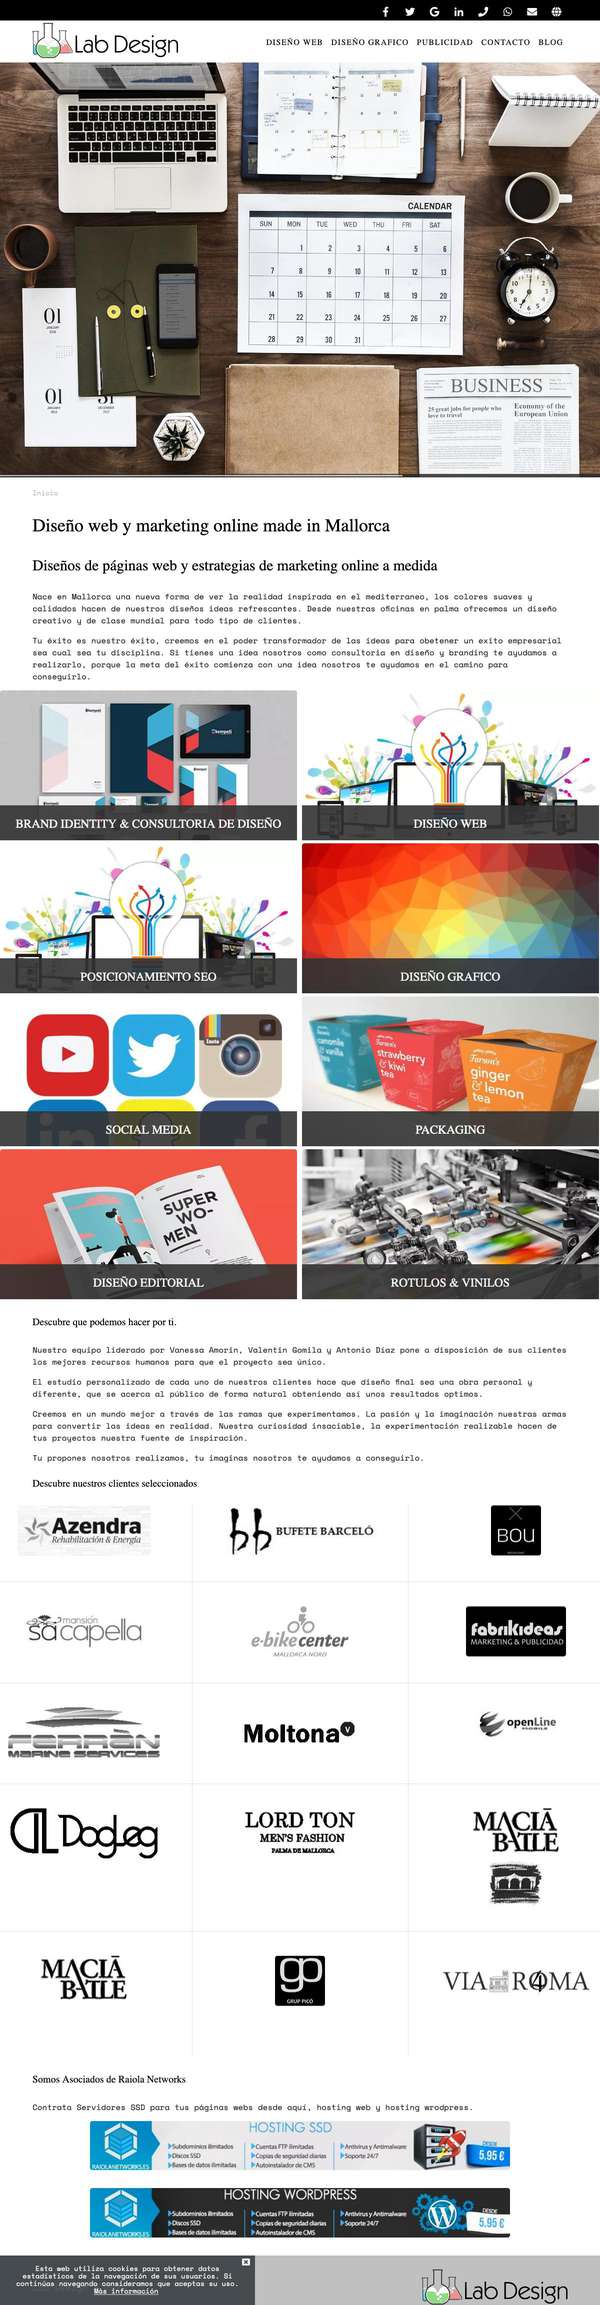 Lab Design
DISEÑO WEB DISEÑO GRAFICO PUBLICIDAD CONTACTO BLOG
CALENDAR
SUN MON TUE WED THU FRI SAT
1 2 3 4 5 6
7 8 9 10 11 12 13
14 15 16 17 18 19 20
21 22 23 24 25 26 27
28 29 30 31
01
01
31
BUSINESS
25 great jobs for people who love to travel
Economy of the European Union
Inicio
Diseño web y marketing online made in Mallorca
Diseños de páginas web y estrategias de marketing online a medida
Nace en Mallorca una nueva forma de ver la realidad inspirada en el mediterraneo, los colores suaves y
calidados hacen de nuestros diseños ideas refrescantes. Desde nuestras oficinas en palma ofrecemos un diseño
creativo y de clase mundial para todo tipo de clientes.
Tu éxito es nuestro éxito, creemos en el poder transformador de las ideas para obetener un exito empresarial
sea cual sea tu disciplina. Si tienes una idea nosotros como consultoria en diseño y branding te ayudamos a
realizarlo, porque la meta del éxito comienza con una idea nosotros te ayudamos en el camino para
conseguirlo.
BRAND IDENTITY & CONSULTORIA DE DISEÑO
DISEÑO WEB
POSICIONAMIENTO SEO
DISEÑO GRAFICO
Insta
SOCIAL MEDIA
camomile & vanilla tea
strawberry & kiwi tea
ginger & lemon tea
PACKAGING
SUPER WO-MEN
DISEÑO EDITORIAL
ROTULOS & VINILOS
Descubre que podemos hacer por ti.
Nuestro equipo liderado por Vanessa Amorin, Valentín Gomila y Antonio Díaz pone a disposición de sus clientes
los mejores recursos humanos para que el proyecto sea único.
El estudio personalizado de cada uno de nuestros clientes hace que diseño final sea una obra personal y
diferente, que se acerca al público de forma natural obteniendo así unos resultados optimos.
Creemos en un mundo mejor a través de las ramas que experimentamos. La pasión y la imaginación nuestras armas
para convertir las ideas en realidad. Nuestra curiosidad insaciable, la experimentación realizable hacen de
tus proyectos nuestra fuente de inspiración.
Tu propones nosotros realizamos, tu imaginas nosotros te ayudamos a conseguirlo.
Descubre nuestros clientes seleccionados
Azendra
Rehabilitación & Energía
bb BUFETE BARCELÓ
BOU
mansión
sa capella
e-bike center
MALLORCA NORD
fabrikideas
MARKETING & PUBLICIDAD
FERRÀN
MARINE SERVICES
Moltona V
openLine
MOBILE
DL DogLeg
LORD TON
MEN'S FASHION
PALMA DE MALLORCA
MACIÀ
BATLE
MACIÀ
BATLE
gp
GRUP PICÓ
VIA ROMA 4
Somos Asociados de Raiola Networks
Contrata Servidores SSD para tus páginas webs desde aquí, hosting web y hosting wrodpress.
HOSTING SSD
Subdominios ilimitados Cuentas FTP ilimitadas Antivirus y Antimalware
Discos SSD Copias de seguridad diarias Soporte 24/7
Bases de datos ilimitadas Autoinstalador de CMS
RAIOLANETWORKS.ES
DESDE
5.95 €
HOSTING WORDPRESS
Subdominios ilimitados Cuentas FTP ilimitadas Antivirus y Antimalware
Discos SSD Copias de seguridad diarias Soporte 24/7
Bases de datos ilimitadas Autoinstalador de CMS
RAIOLANETWORKS.ES
DESDE
5.95 €
Esta web utiliza cookies para obtener datos
estadísticos de la navegación de sus usuarios. Si
continúas navegando consideramos que aceptas su uso.
Más información
Lab Design